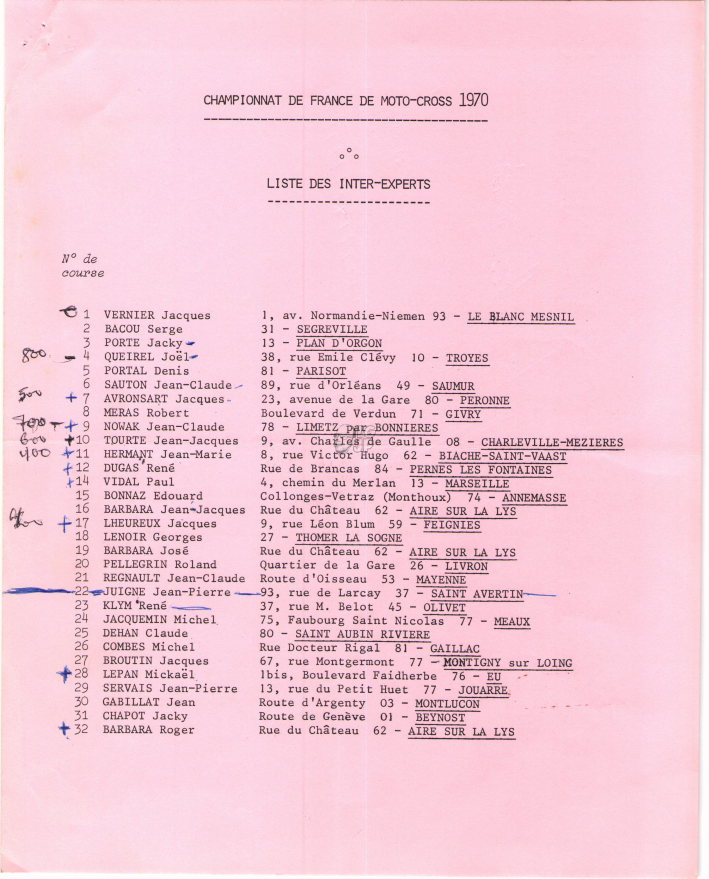 CHAMPIONNAT DE FRANCE DE MOTO-CROSS 1970
LISTE DES INTER-EXPERTS
N° de
course
1 VERNIER Jacques 1, av. Normandie-Niemen 93 - LE BLANC MESNIL
2 BACOU Serge 31 - SEGREVILLE
3 PORTE Jacky 13 - PLAN D'ORGON
800 - 4 QUEIREL Joël 38, rue Emile Clévy 10 - TROYES
5 PORTAL Denis 81 - PARISOT
6 SAUTON Jean-Claude 89, rue d'Orléans 49 - SAUMUR
500 + 7 AVRONSART Jacques 23, avenue de la Gare 80 - PERONNE
8 MERAS Robert Boulevard de Verdun 71 - GIVRY
700 - + 9 NOWAK Jean-Claude 78 - LIMETZ par BONNIERES
600 + 10 TOURTE Jean-Jacques 9, av. Charles de Gaulle 08 - CHARLEVILLE-MEZIERES
400 + 11 HERMANT Jean-Marie 8, rue Victor Hugo 62 - BIACHE-SAINT-VAAST
+ 12 DUGAS René Rue de Brancas 84 - PERNES LES FONTAINES
+ 14 VIDAL Paul 4, chemin du Merlan 13 - MARSEILLE
15 BONNAZ Edouard Collonges-Vetraz (Monthoux) 74 - ANNEMASSE
16 BARBARA Jean-Jacques Rue du Château 62 - AIRE SUR LA LYS
+ 17 LHEUREUX Jacques 9, rue Léon Blum 59 - FEIGNIES
18 LENOIR Georges 27 - THOMER LA SOGNE
19 BARBARA José Rue du Château 62 - AIRE SUR LA LYS
20 PELLEGRIN Roland Quartier de la Gare 26 - LIVRON
21 REGNAULT Jean-Claude Route d'Oisseau 53 - MAYENNE
22 JUIGNE Jean-Pierre 93, rue de Larcay 37 - SAINT AVERTIN
23 KLYM René 37, rue M. Belot 45 - OLIVET
24 JACQUEMIN Michel 75, Faubourg Saint Nicolas 77 - MEAUX
25 DEHAN Claude 80 - SAINT AUBIN RIVIERE
26 COMBES Michel Rue Docteur Rigal 81 - GAILLAC
27 BROUTIN Jacques 67, rue Montgermont 77 - MONTIGNY sur LOING
+ 28 LEPAN Mickaël 1bis, Boulevard Faidherbe 76 - EU
29 SERVAIS Jean-Pierre 13, rue du Petit Huet 77 - JOUARRE
30 GABILLAT Jean Route d'Argenty 03 - MONTLUCON
31 CHAPOT Jacky Route de Genève 01 - BEYNOST
+ 32 BARBARA Roger Rue du Château 62 - AIRE SUR LA LYS